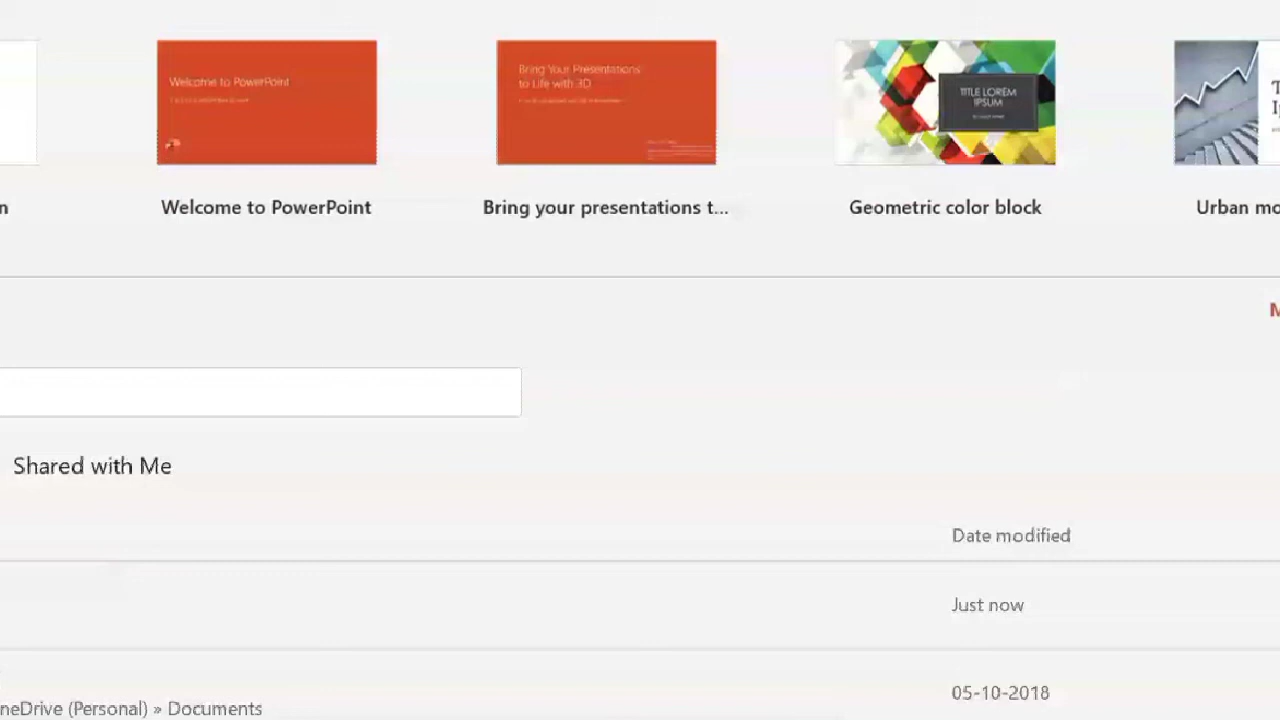 Welcome to PowerPoint
Bring Your Presentations
to Life with 3D
TITLE LOREM
IPSUM
n
Welcome to PowerPoint
Bring your presentations t...
Geometric color block
Urban mo
Shared with Me
Date modified
Just now
05-10-2018
neDrive (Personal) » Documents